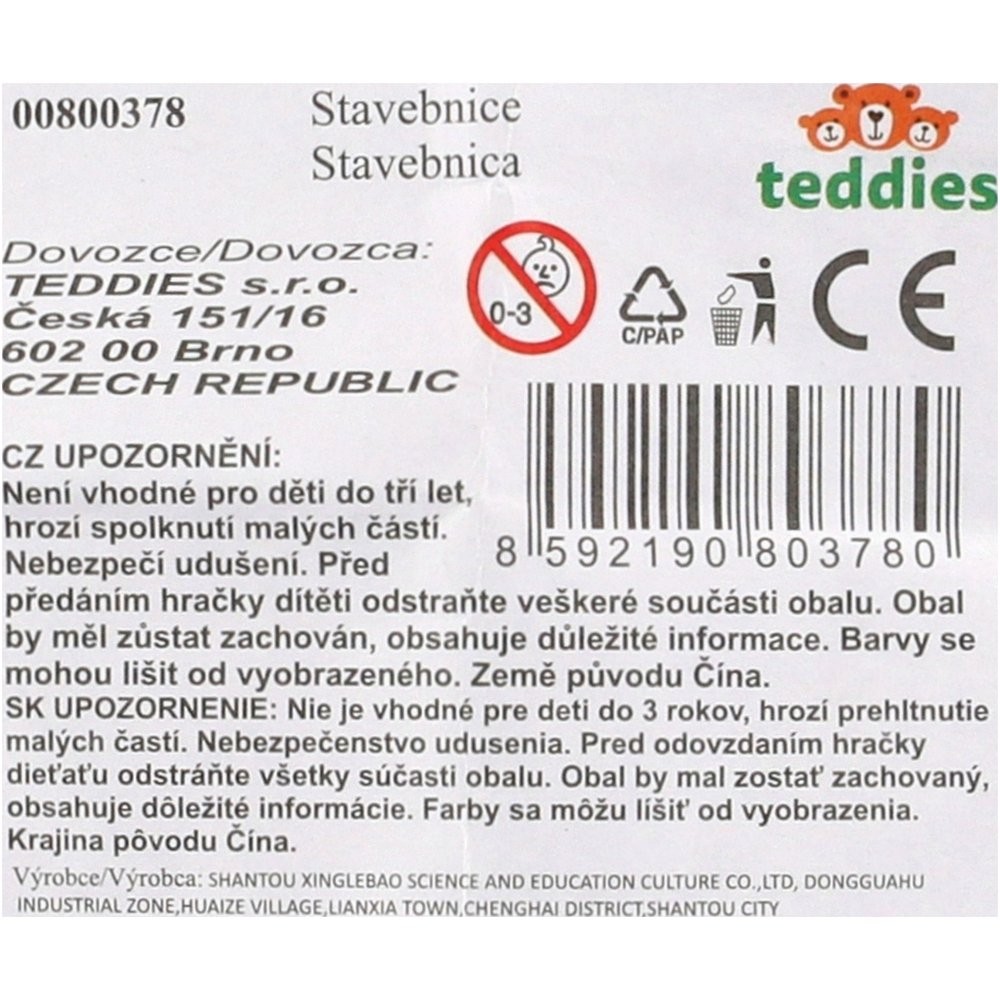 00800378
Stavebnice
Stavebnica
teddies
Dovozce/Dovozca:
TEDDIES s.r.o.
Česká 151/16
602 00 Brno
CZECH REPUBLIC
0-3
C/PAP
CE
8 592190 803780
CZ UPOZORNĚNÍ:
Není vhodné pro děti do tří let,
hrozí spolknutí malých částí.
Nebezpečí udušení. Před
předáním hračky dítěti odstraňte veškeré součásti obalu. Obal
by měl zůstat zachován, obsahuje důležité informace. Barvy se
mohou lišit od vyobrazeného. Země původu Čína.
SK UPOZORNENIE: Nie je vhodné pre deti do 3 rokov, hrozí prehltnutie
malých častí. Nebezpečenstvo udusenia. Pred odovzdaním hračky
dieťaťu odstráňte všetky súčasti obalu. Obal by mal zostať zachovaný,
obsahuje dôležité informácie. Farby sa môžu líšiť od vyobrazenia.
Krajina pôvodu Čína.
Výrobce/Výrobca: SHANTOU XINGLEBAO SCIENCE AND EDUCATION CULTURE CO.,LTD, DONGGUAHU
INDUSTRIAL ZONE,HUAIZE VILLAGE,LIANXIA TOWN,CHENGHAI DISTRICT,SHANTOU CITY